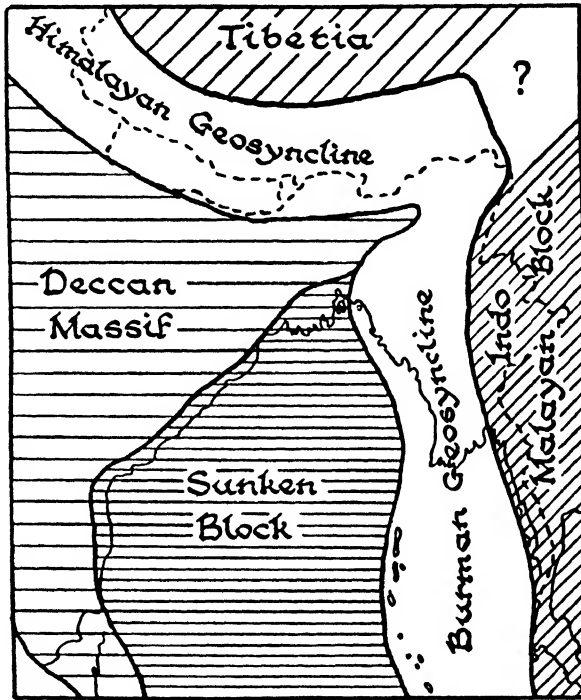 Tibetia
Himalayan Geosyncline
?
Deccan
Massif
Indo
Malayan Block
Burman Geosyncline
Sunken
Block